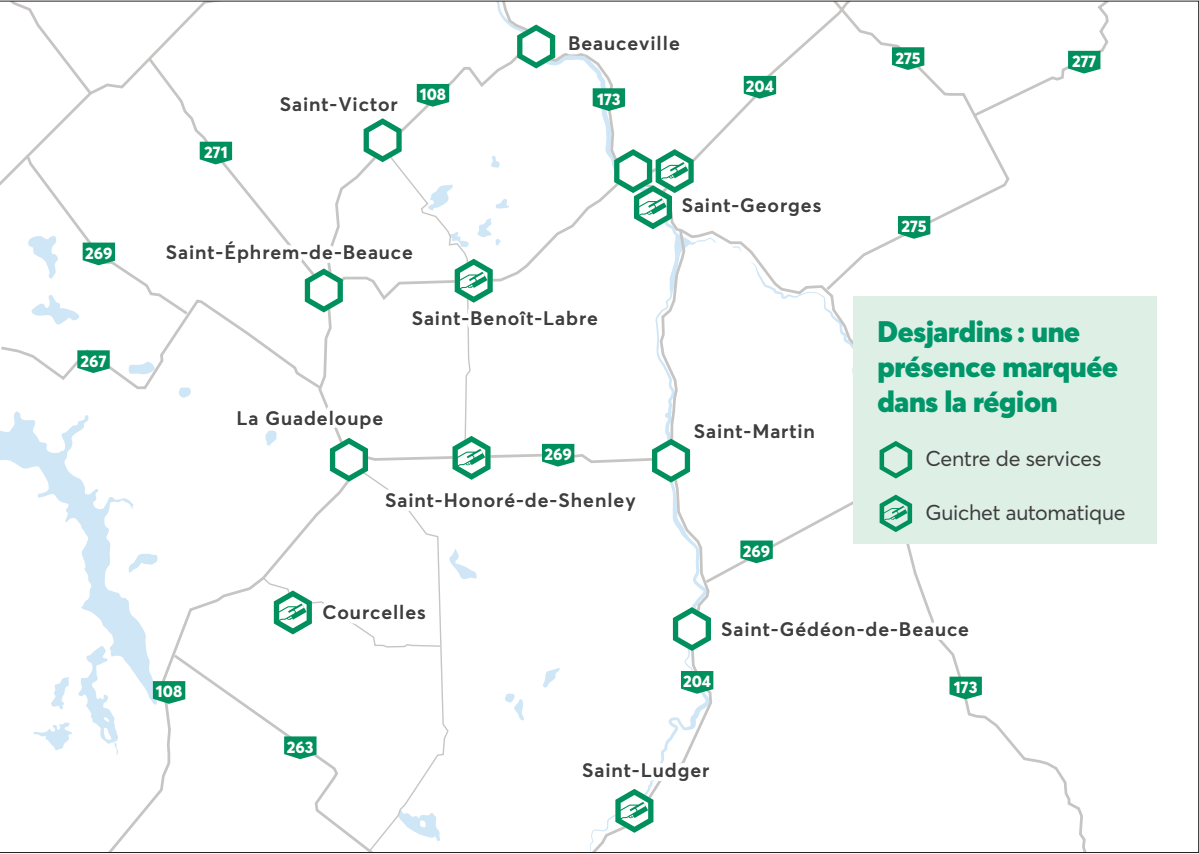 Beauceville
275
277
204
108
173
Saint-Victor
271
Saint-Georges
275
269
Saint-Éphrem-de-Beauce
Saint-Benoît-Labre
267
Desjardins : une
présence marquée
dans la région
Centre de services
Guichet automatique
La Guadeloupe
Saint-Martin
269
Saint-Honoré-de-Shenley
269
Courcelles
Saint-Gédéon-de-Beauce
204
173
108
263
Saint-Ludger